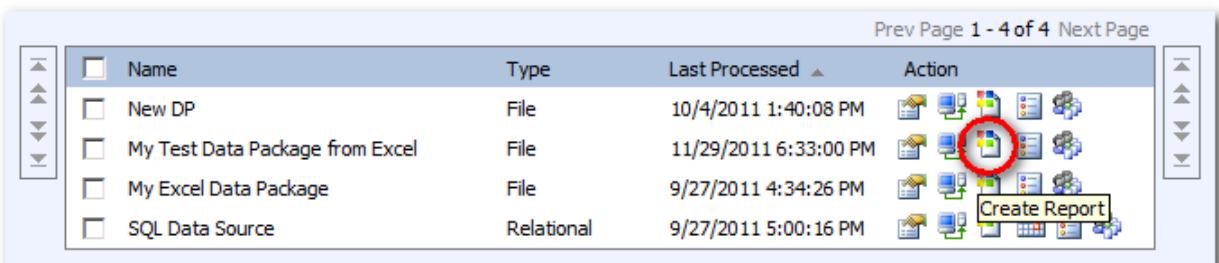 Prev Page 1 - 4 of 4 Next Page
Name Type Last Processed Action
New DP File 10/4/2011 1:40:08 PM
My Test Data Package from Excel File 11/29/2011 6:33:00 PM
My Excel Data Package File 9/27/2011 4:34:26 PM
Create Report
SQL Data Source Relational 9/27/2011 5:00:16 PM